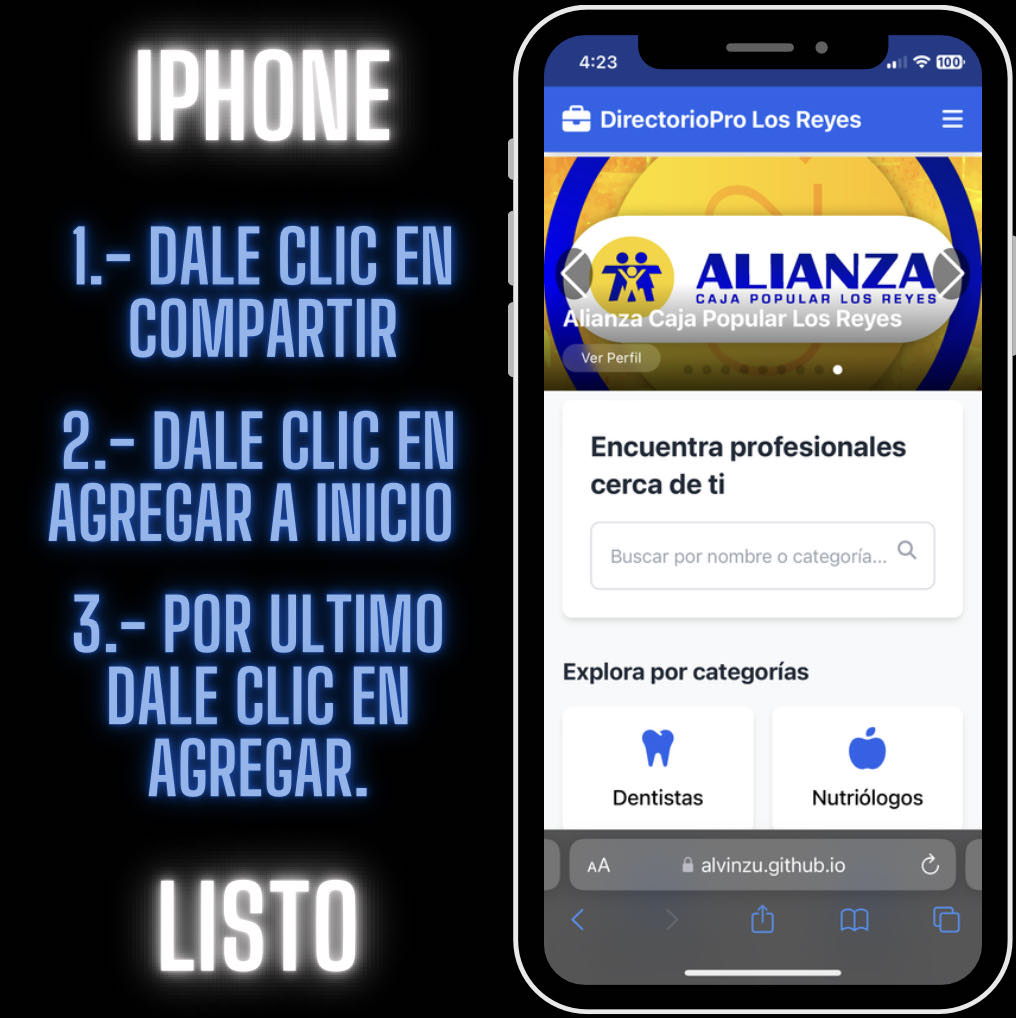 IPHONE
1.- DALE CLIC EN
COMPARTIR
2.- DALE CLIC EN
AGREGAR A INICIO
3.- POR ULTIMO
DALE CLIC EN
AGREGAR.
LISTO
4:23
100
DirectorioPro Los Reyes
ALIANZA
CAJA POPULAR LOS REYES
Alianza Caja Popular Los Reyes
Ver Perfil
Encuentra profesionales
cerca de ti
Buscar por nombre o categoría...
Explora por categorías
Dentistas
Nutriólogos
AA
alvinzu.github.io